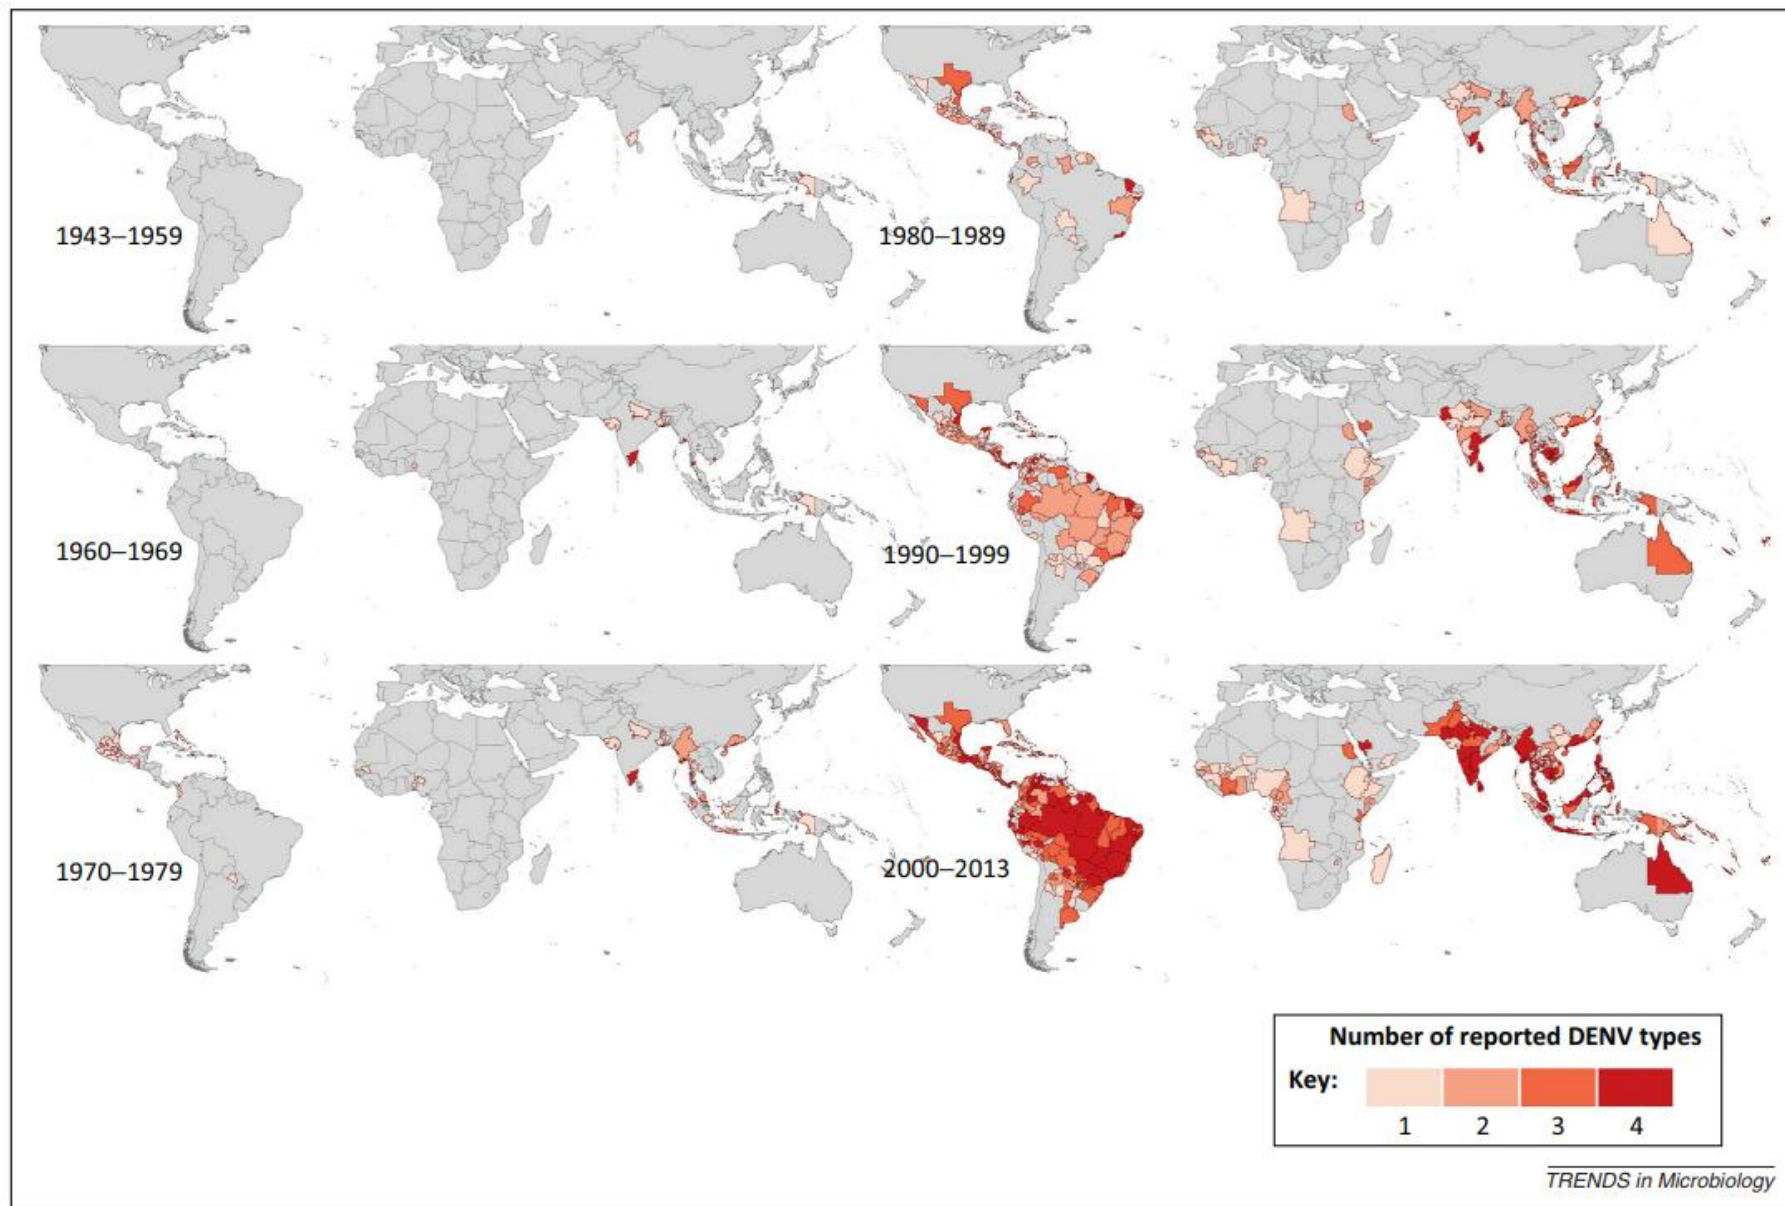 1943–1959
1980–1989
1960–1969
1990–1999
1970–1979
2000–2013
Number of reported DENV types
Key:
1 2 3 4
TRENDS in Microbiology